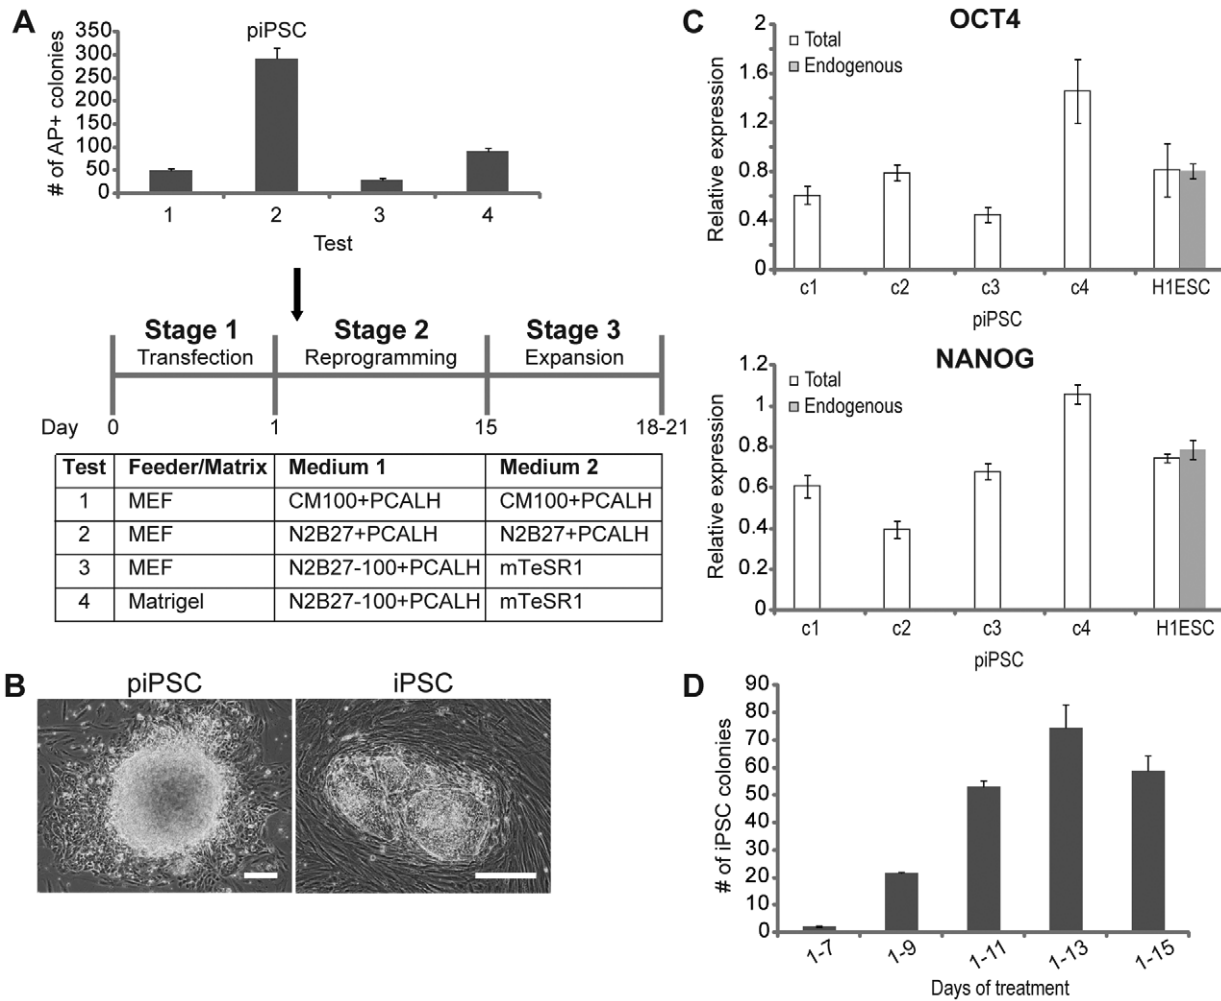 A
# of AP+ colonies
350
300
250
200
150
100
50
0
piPSC
1 2 3 4
Test
Stage 1 Stage 2 Stage 3
Transfection Reprogramming Expansion
Day 0 1 15 18-21
Test Feeder/Matrix Medium 1 Medium 2
1 MEF CM100+PCALH CM100+PCALH
2 MEF N2B27+PCALH N2B27+PCALH
3 MEF N2B27-100+PCALH mTeSR1
4 Matrigel N2B27-100+PCALH mTeSR1
B
piPSC iPSC
C
OCT4
Total
Endogenous
Relative expression
2
1.6
1.2
0.8
0.4
0
c1 c2 c3 c4 H1ESC
piPSC
NANOG
Total
Endogenous
Relative expression
1.2
1
0.8
0.6
0.4
0.2
0
c1 c2 c3 c4 H1ESC
piPSC
D
# of iPSC colonies
90
80
70
60
50
40
30
20
10
0
1-7 1-9 1-11 1-13 1-15
Days of treatment